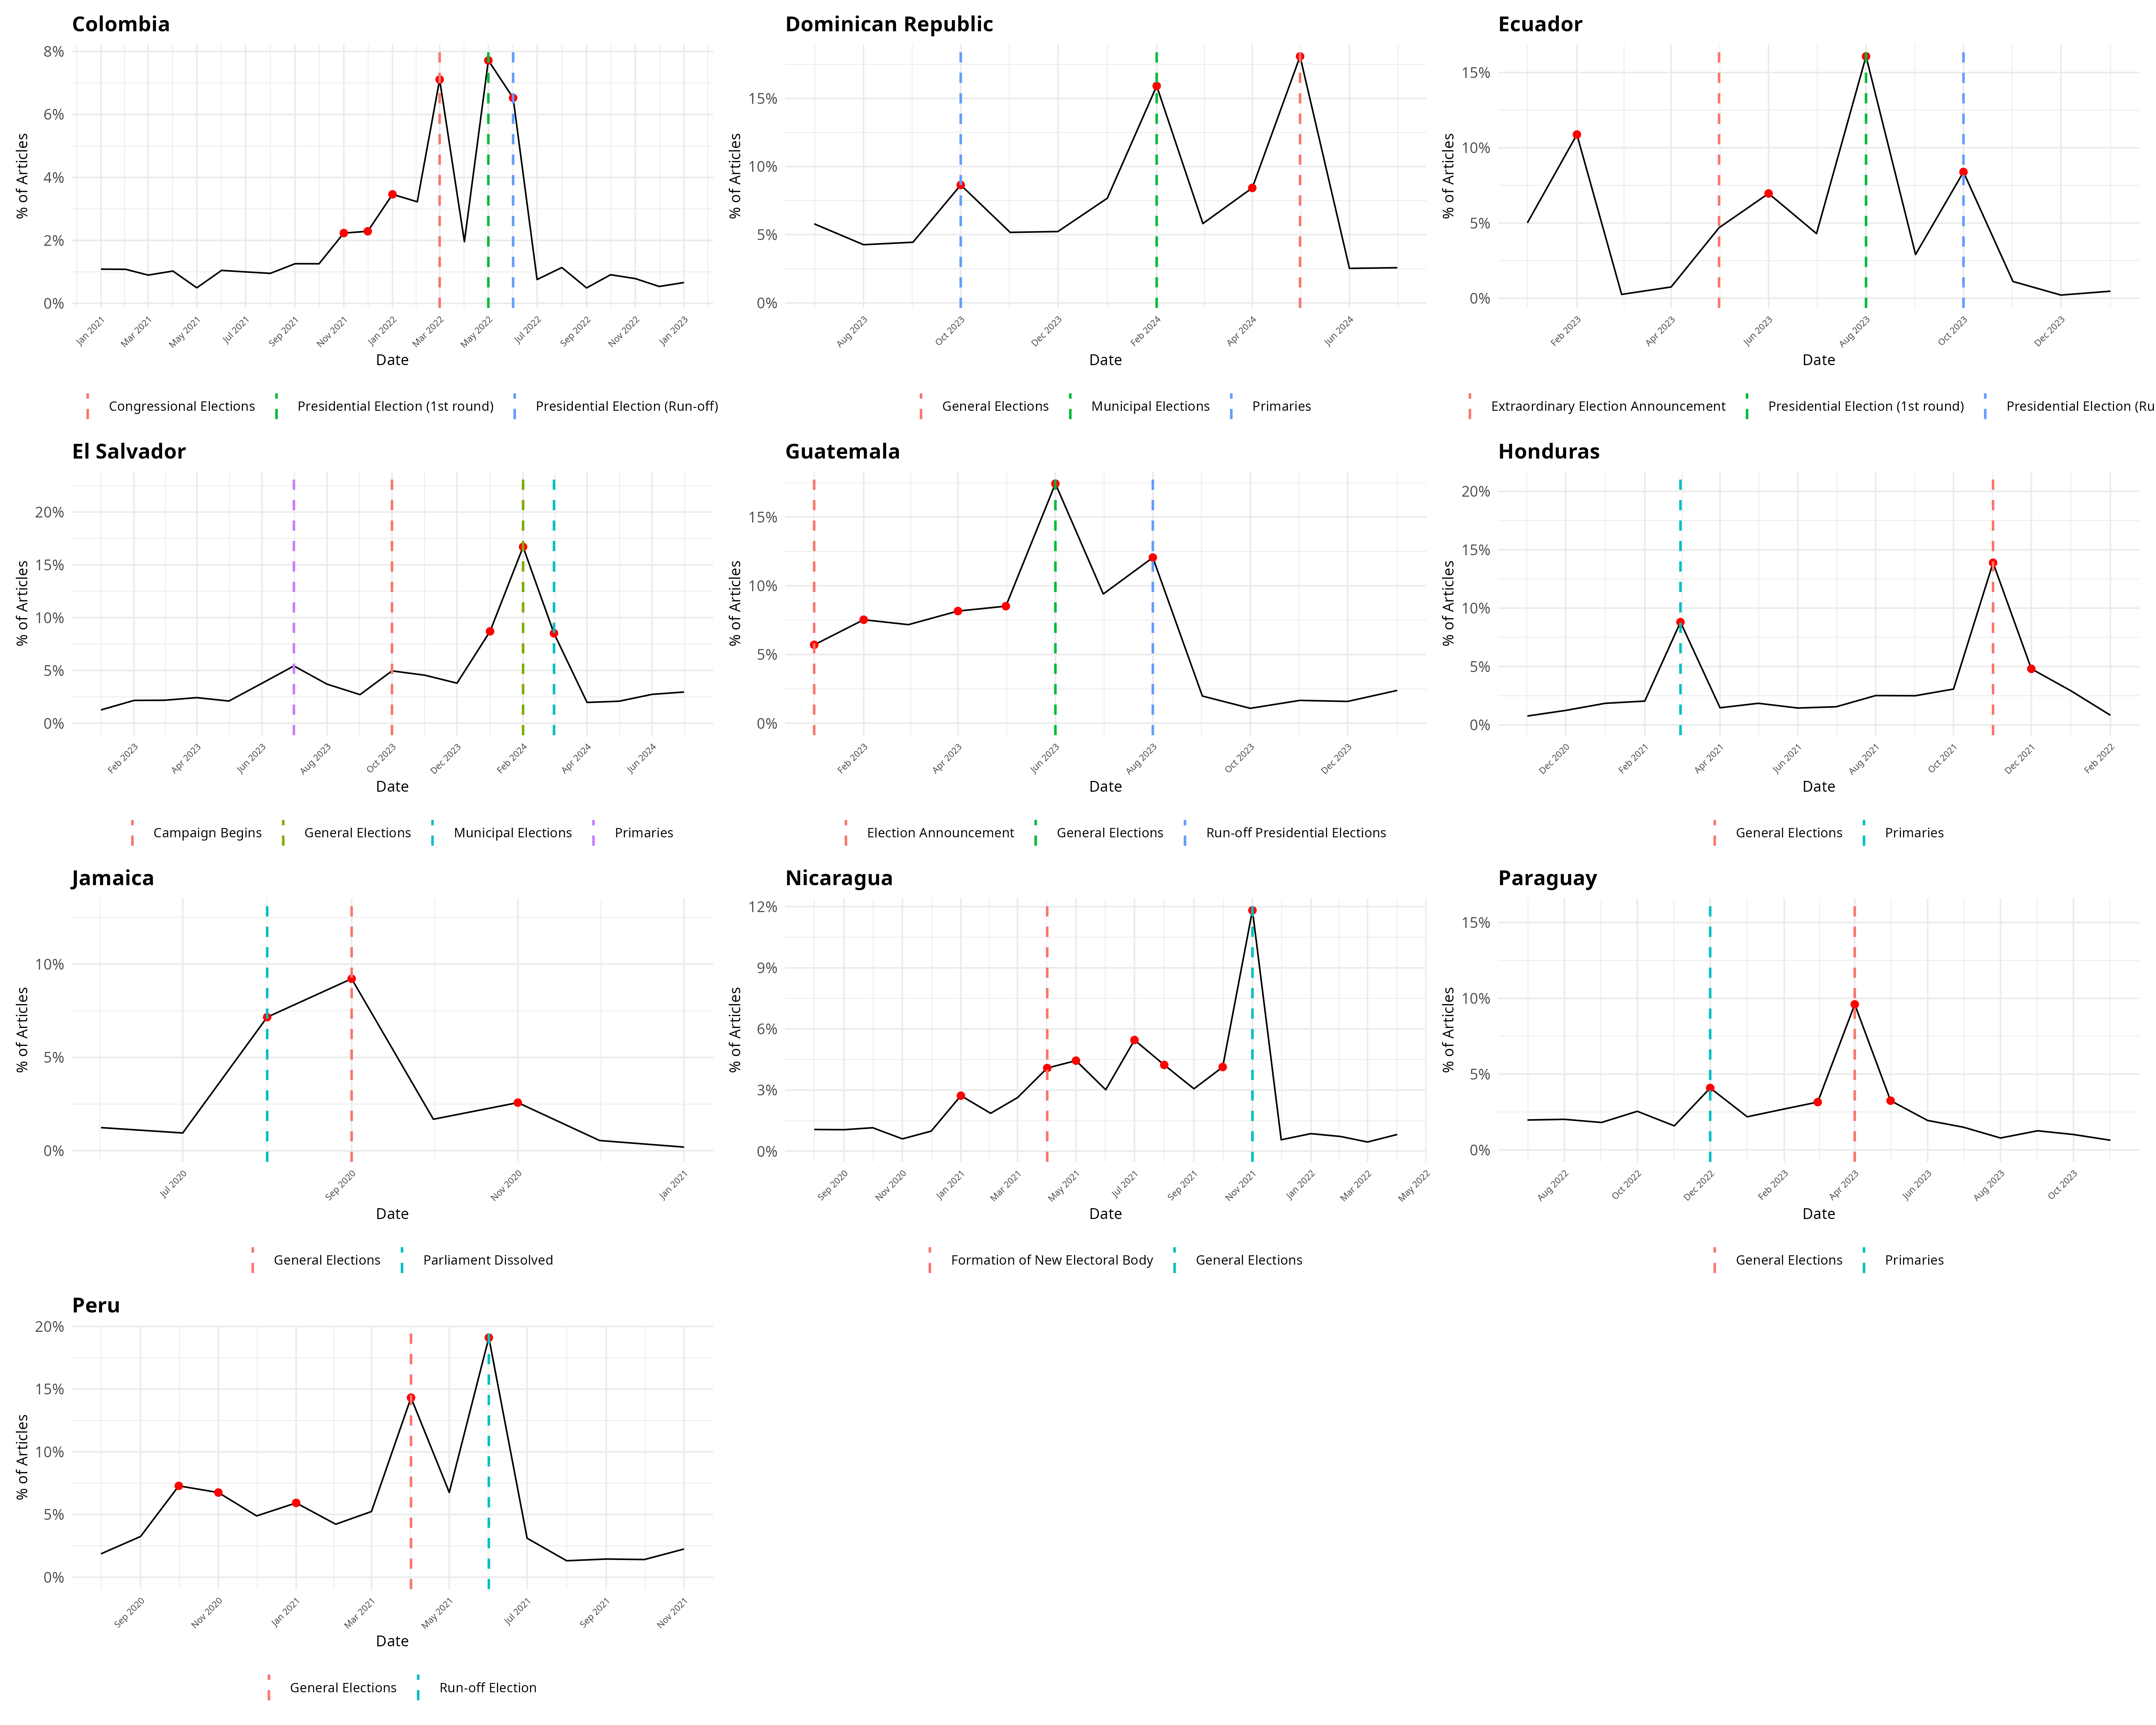 Colombia
8%
6%
4%
2%
0%
% of Articles
Jan 2021 Mar 2021 May 2021 Jul 2021 Sep 2021 Nov 2021 Jan 2022 Mar 2022 May 2022 Jul 2022 Sep 2022 Nov 2022 Jan 2023
Date
Congressional Elections Presidential Election (1st round) Presidential Election (Run-off)
Dominican Republic
15%
10%
5%
0%
% of Articles
Aug 2023 Oct 2023 Dec 2023 Feb 2024 Apr 2024 Jun 2024
Date
General Elections Municipal Elections Primaries
Ecuador
15%
10%
5%
0%
% of Articles
Feb 2023 Apr 2023 Jun 2023 Aug 2023 Oct 2023 Dec 2023
Date
Extraordinary Election Announcement Presidential Election (1st round) Presidential Election (Ru
El Salvador
20%
15%
10%
5%
0%
% of Articles
Feb 2023 Apr 2023 Jun 2023 Aug 2023 Oct 2023 Dec 2023 Feb 2024 Apr 2024 Jun 2024
Date
Campaign Begins General Elections Municipal Elections Primaries
Guatemala
15%
10%
5%
0%
% of Articles
Feb 2023 Apr 2023 Jun 2023 Aug 2023 Oct 2023 Dec 2023
Date
Election Announcement General Elections Run-off Presidential Elections
Honduras
20%
15%
10%
5%
0%
% of Articles
Dec 2020 Feb 2021 Apr 2021 Jun 2021 Aug 2021 Oct 2021 Dec 2021 Feb 2022
Date
General Elections Primaries
Jamaica
10%
5%
0%
% of Articles
Jul 2020 Sep 2020 Nov 2020 Jan 2021
Date
General Elections Parliament Dissolved
Nicaragua
12%
9%
6%
3%
0%
% of Articles
Sep 2020 Nov 2020 Jan 2021 Mar 2021 May 2021 Jul 2021 Sep 2021 Nov 2021 Jan 2022 Mar 2022 May 2022
Date
Formation of New Electoral Body General Elections
Paraguay
15%
10%
5%
0%
% of Articles
Aug 2022 Oct 2022 Dec 2022 Feb 2023 Apr 2023 Jun 2023 Aug 2023 Oct 2023
Date
General Elections Primaries
Peru
20%
15%
10%
5%
0%
% of Articles
Sep 2020 Nov 2020 Jan 2021 Mar 2021 May 2021 Jul 2021 Sep 2021 Nov 2021
Date
General Elections Run-off Election